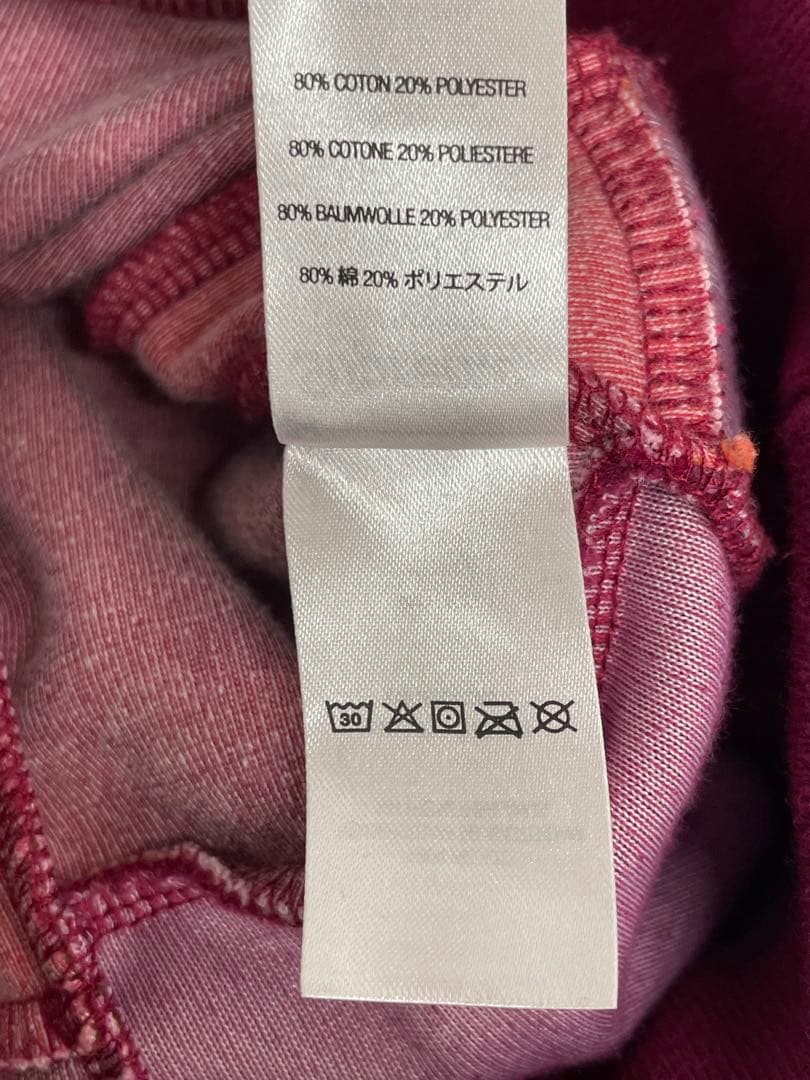 80% COTON 20% POLYESTER
80% COTONE 20% POLIESTERE
80% BAUMWOLLE 20% POLYESTER
80% 綿 20% ポリエステル
30